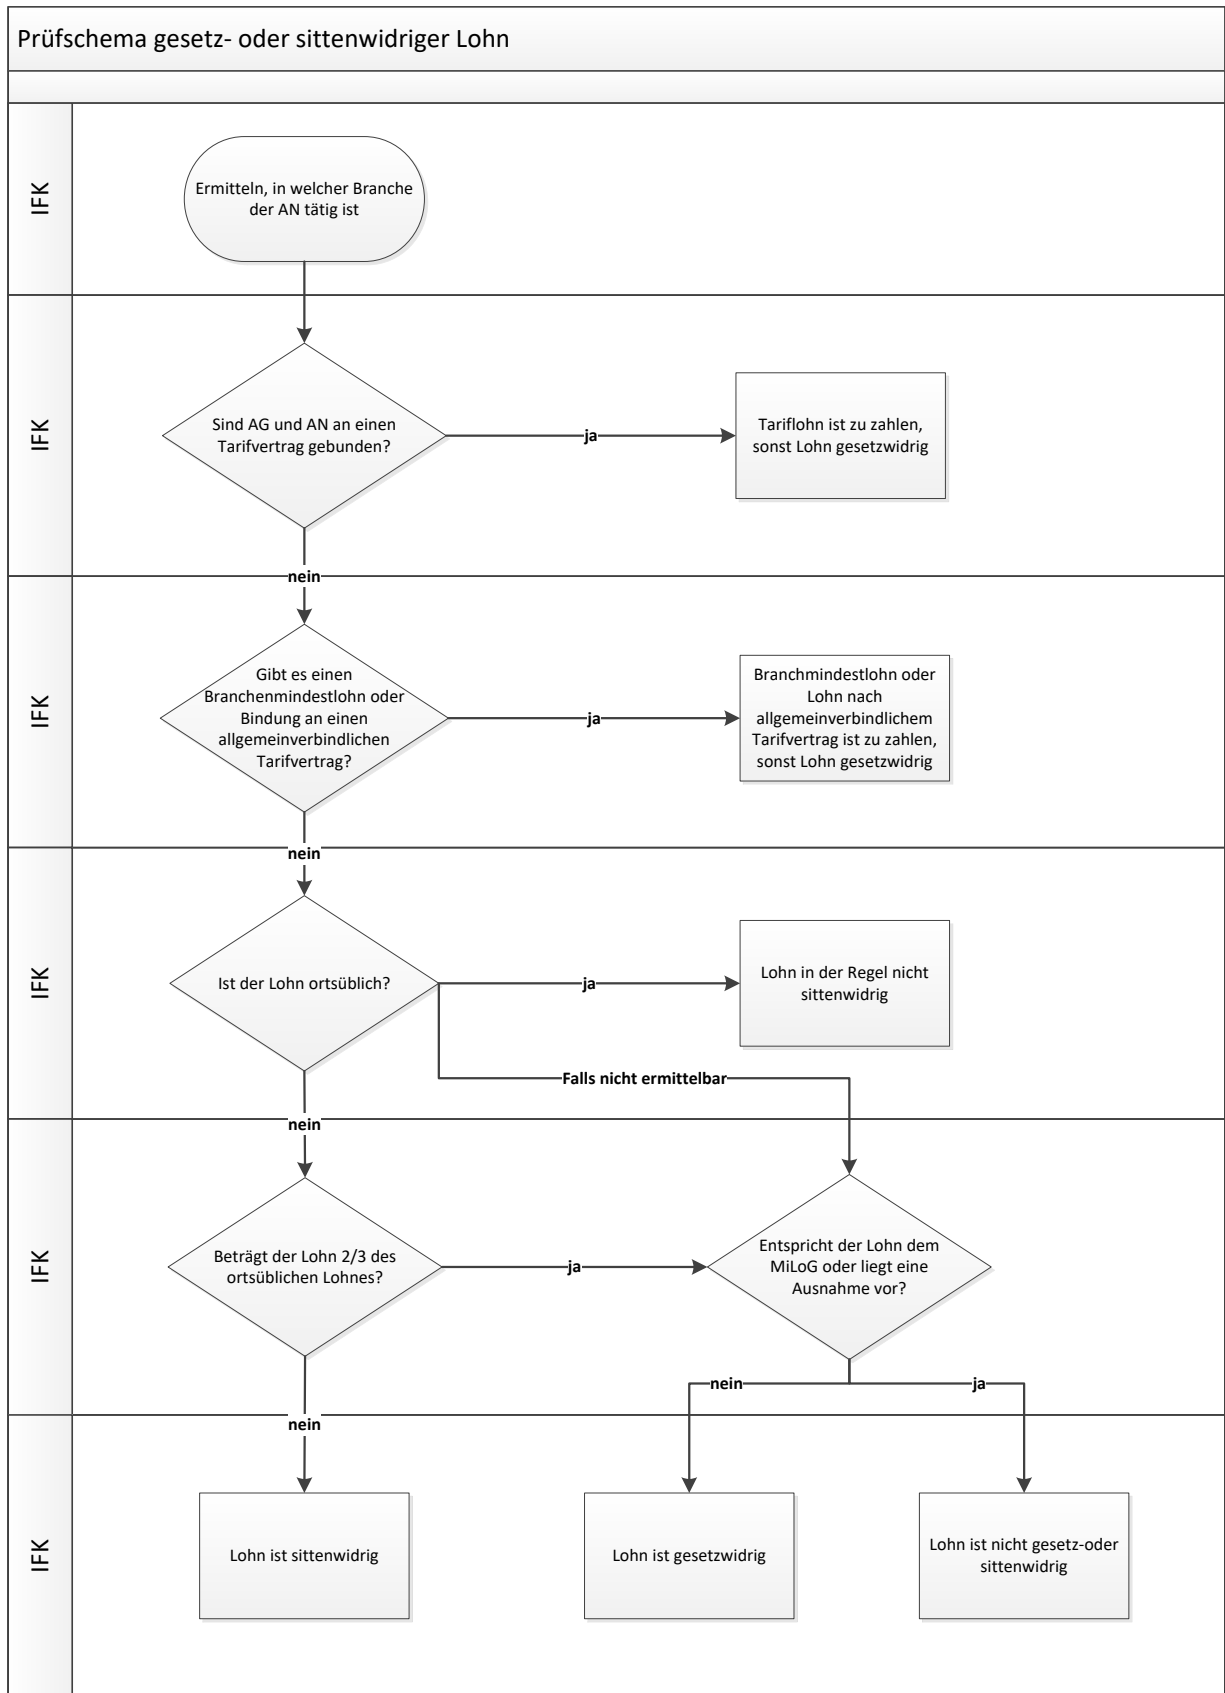 Prüfschema gesetz- oder sittenwidriger Lohn
IFK
Ermitteln, in welcher Branche
der AN tätig ist
IFK
Sind AG und AN an einen
Tarifvertrag gebunden?
ja
Tariflohn ist zu zahlen,
sonst Lohn gesetzwidrig
nein
IFK
Gibt es einen
Branchenmindestlohn oder
Bindung an einen
allgemeinverbindlichen
Tarifvertrag?
ja
Branchmindestlohn oder
Lohn nach
allgemeinverbindlichem
Tarifvertrag ist zu zahlen,
sonst Lohn gesetzwidrig
nein
IFK
Ist der Lohn ortsüblich?
ja
Lohn in der Regel nicht
sittenwidrig
Falls nicht ermittelbar
nein
IFK
Beträgt der Lohn 2/3 des
ortsüblichen Lohnes?
ja
Entspricht der Lohn dem
MiLoG oder liegt eine
Ausnahme vor?
nein
ja
nein
IFK
Lohn ist sittenwidrig
Lohn ist gesetzwidrig
Lohn ist nicht gesetz-oder
sittenwidrig